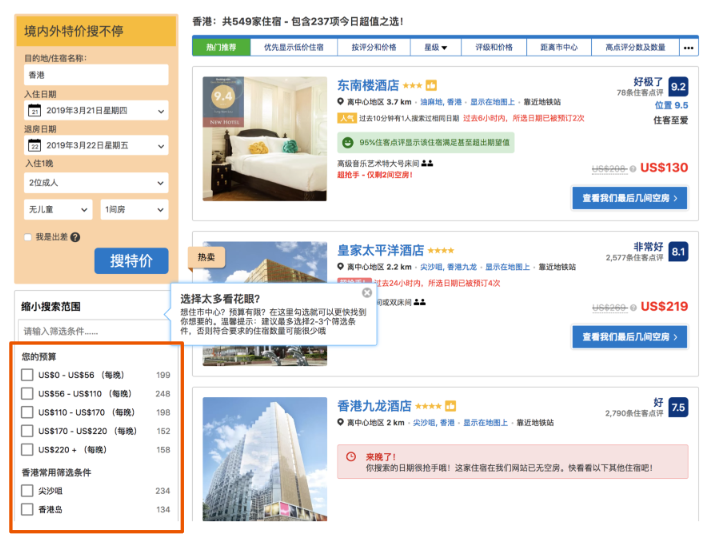 境内外特价搜不停
目的地/住宿名称：
香港
入住日期
21 2019年3月21日星期四
退房日期
22 2019年3月22日星期五
入住1晚
2位成人
无儿童 1间房
我是出差
搜特价
缩小搜索范围
请输入筛选条件......
您的预算
US$0 - US$56 （每晚） 199
US$56 - US$110 （每晚） 248
US$110 - US$170 （每晚） 198
US$170 - US$220 （每晚） 152
US$220 + （每晚） 158
香港常用筛选条件
尖沙咀 234
香港岛 134
香港：共549家住宿 - 包含237项今日超值之选！
热门推荐 优先显示低价住宿 按评分和价格 星级 评级和价格 距离市中心 高点评分数及数量 •••
9.4
东南楼酒店
离中心地区 3.7 km · 油麻地, 香港 · 显示在地图上 · 靠近地铁站
人气 过去10分钟有1人搜索过相同日期 过去6小时内，所选日期已被预订2次
95%住客点评显示该住宿满足甚至超出期望值
高级音乐艺术特大号床间
超抢手 - 仅剩2间空房！
好极了 9.2
78条住客点评
位置 9.5
住客至爱
US$208 US$130
查看我们最后几间空房
热卖
皇家太平洋酒店
离中心地区 2.2 km · 尖沙咀, 香港九龙 · 显示在地图上 · 靠近地铁站
过去24小时内，所选日期已被预订4次
间或双床间
非常好 8.1
2,577条住客点评
US$269 US$219
查看我们最后几间空房
选择太多看花眼？
想住市中心？预算有限？在这里勾选就可以更快找到
你想要的。温馨提示：建议最多选择2-3个筛选条
件，否则符合要求的住宿数量可能很少哦
香港九龙酒店
离中心地区 2 km · 尖沙咀, 香港 · 显示在地图上 · 靠近地铁站
好 7.5
2,790条住客点评
来晚了！
你搜索的日期很抢手哦！这家住宿在我们网站已无空房。快看看以下其他住宿吧！